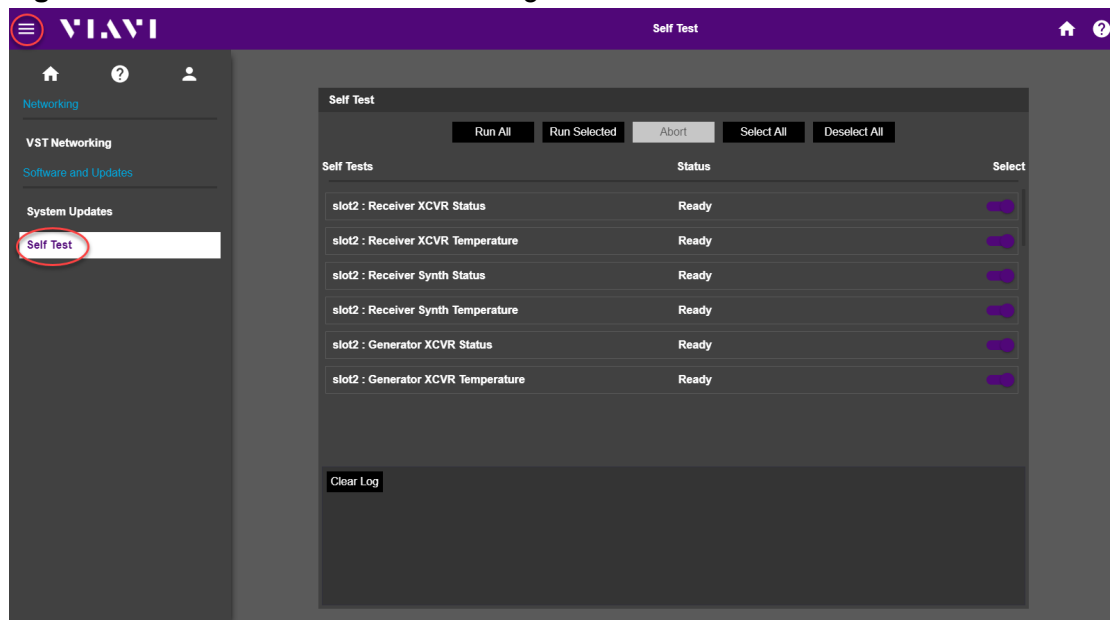 VIAVI
Self Test
Networking
VST Networking
Software and Updates
System Updates
Self Test
Self Test
Run All Run Selected Abort Select All Deselect All
Self Tests Status Select
slot2 : Receiver XCVR Status Ready
slot2 : Receiver XCVR Temperature Ready
slot2 : Receiver Synth Status Ready
slot2 : Receiver Synth Temperature Ready
slot2 : Generator XCVR Status Ready
slot2 : Generator XCVR Temperature Ready
Clear Log